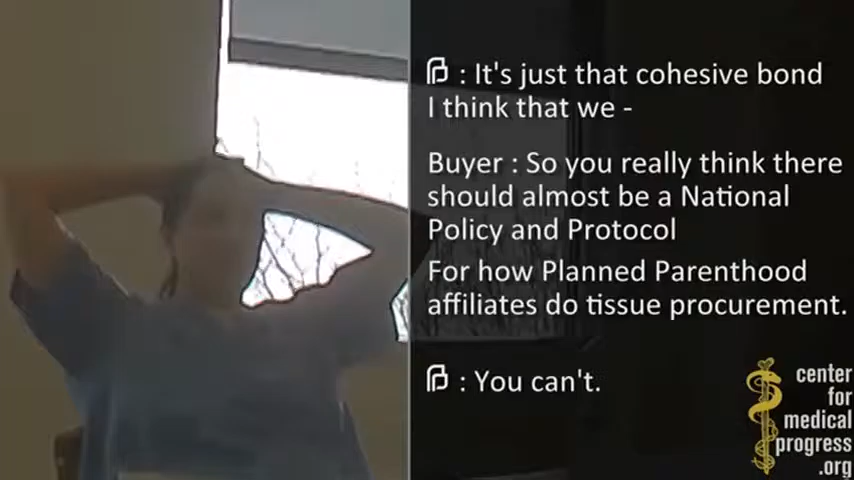 : It's just that cohesive bond
I think that we -
Buyer : So you really think there
should almost be a National
Policy and Protocol
For how Planned Parenthood
affiliates do tissue procurement.
: You can't.
center
for
medical
progress
.org